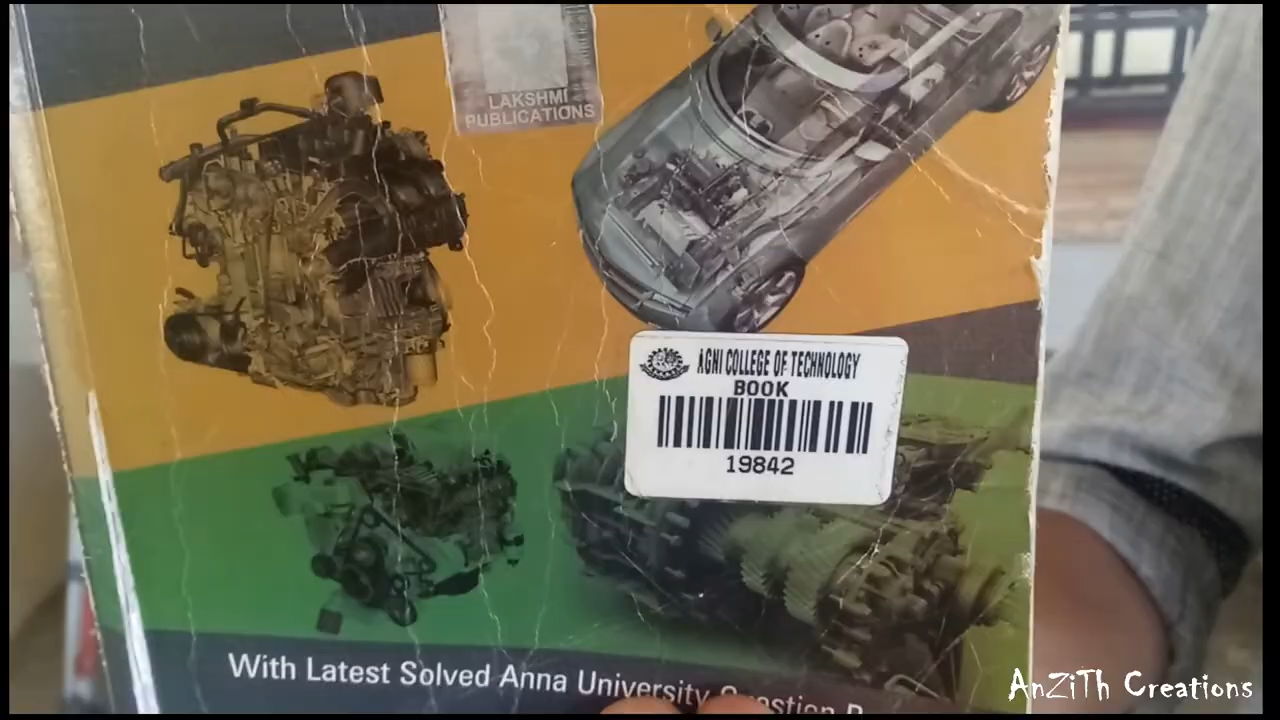 LAKSHMI
PUBLICATIONS
AGNI COLLEGE OF TECHNOLOGY
BOOK
19842
With Latest Solved Anna University
AnZiTh Creations